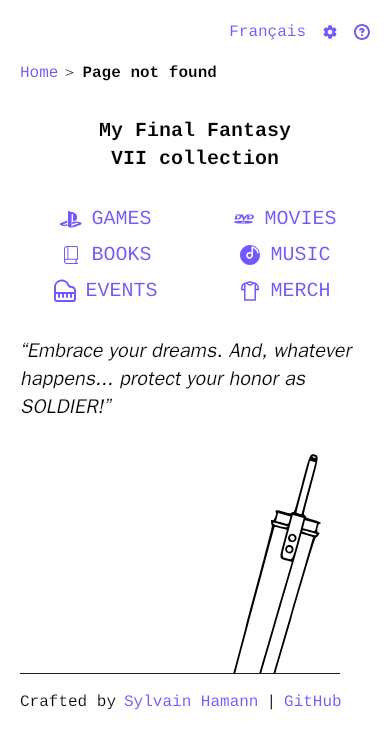 Français
Home > Page not found
My Final Fantasy
VII collection
GAMES MOVIES
BOOKS MUSIC
EVENTS MERCH
“Embrace your dreams. And, whatever
happens... protect your honor as
SOLDIER!”
Crafted by Sylvain Hamann | GitHub